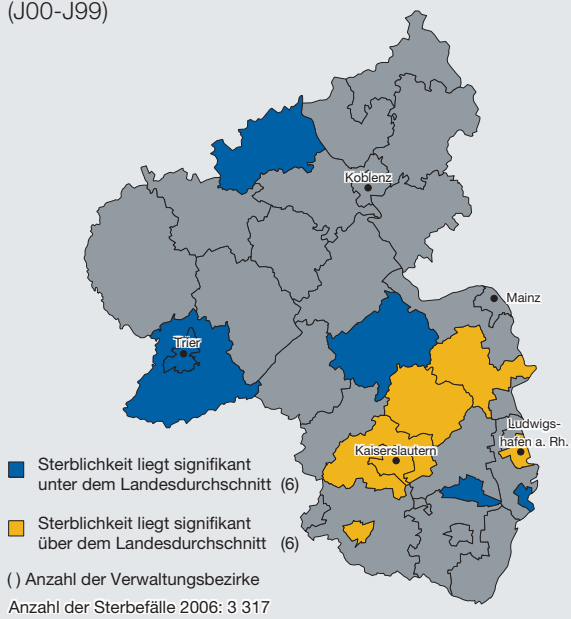 (J00-J99)
Koblenz
Mainz
Trier
Ludwigs-
hafen a. Rh.
Kaiserslautern
Sterblichkeit liegt signifikant
unter dem Landesdurchschnitt (6)
Sterblichkeit liegt signifikant
über dem Landesdurchschnitt (6)
( ) Anzahl der Verwaltungsbezirke
Anzahl der Sterbefälle 2006: 3 317